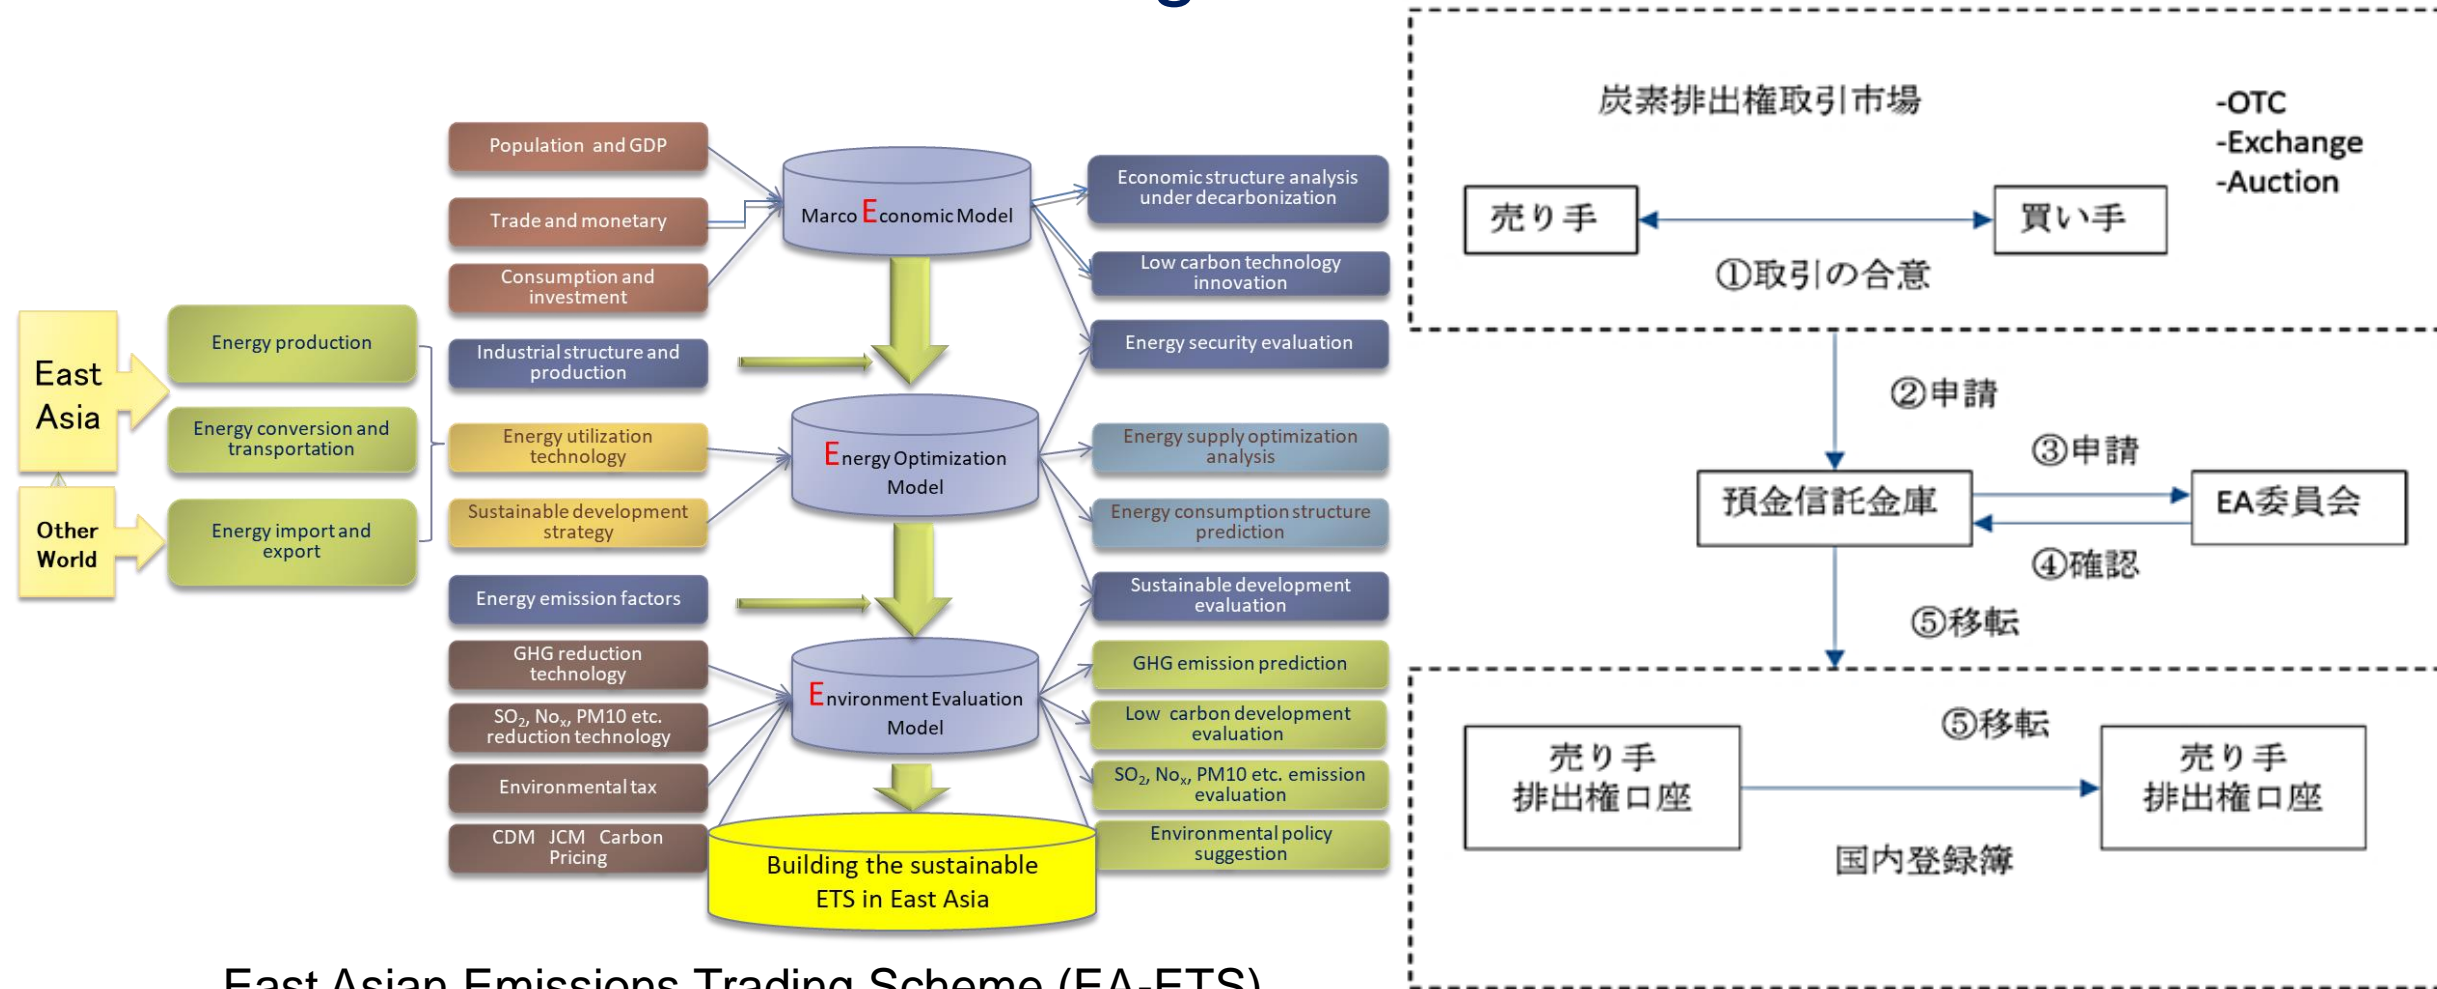 g
Population and GDP
Trade and monetary
Consumption and
investment
Industrial structure and
production
Energy utilization
technology
Sustainable development
strategy
Energy emission factors
GHG reduction
technology
SO₂, Noₓ, PM10 etc.
reduction technology
Environmental tax
CDM JCM Carbon
Pricing
East
Asia
Other
World
Energy production
Energy conversion and
transportation
Energy import and
export
Marco Economic Model
Energy Optimization
Model
Environment Evaluation
Model
Building the sustainable
ETS in East Asia
Economic structure analysis
under decarbonization
Low carbon technology
innovation
Energy security evaluation
Energy supply optimization
analysis
Energy consumption structure
prediction
Sustainable development
evaluation
GHG emission prediction
Low carbon development
evaluation
SO₂, Noₓ, PM10 etc. emission
evaluation
Environmental policy
suggestion
East Asian Emissions Trading Scheme (EA-ETS)
炭素排出権取引市場
-OTC
-Exchange
-Auction
売り手
買い手
①取引の合意
②申請
③申請
預金信託金庫
EA委員会
④確認
⑤移転
⑤移転
売り手
排出権口座
売り手
排出権口座
国内登録簿